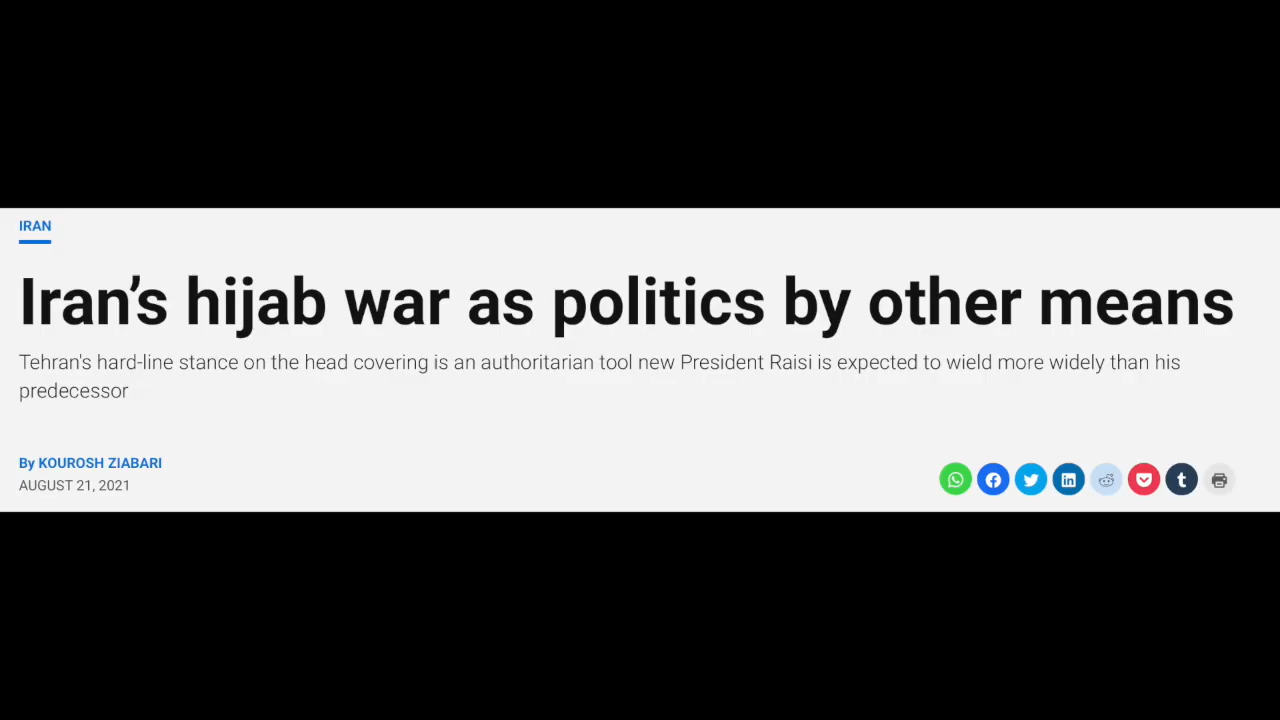 IRAN
Iran’s hijab war as politics by other means
Tehran's hard-line stance on the head covering is an authoritarian tool new President Raisi is expected to wield more widely than his
predecessor
By KOUROSH ZIABARI
AUGUST 21, 2021